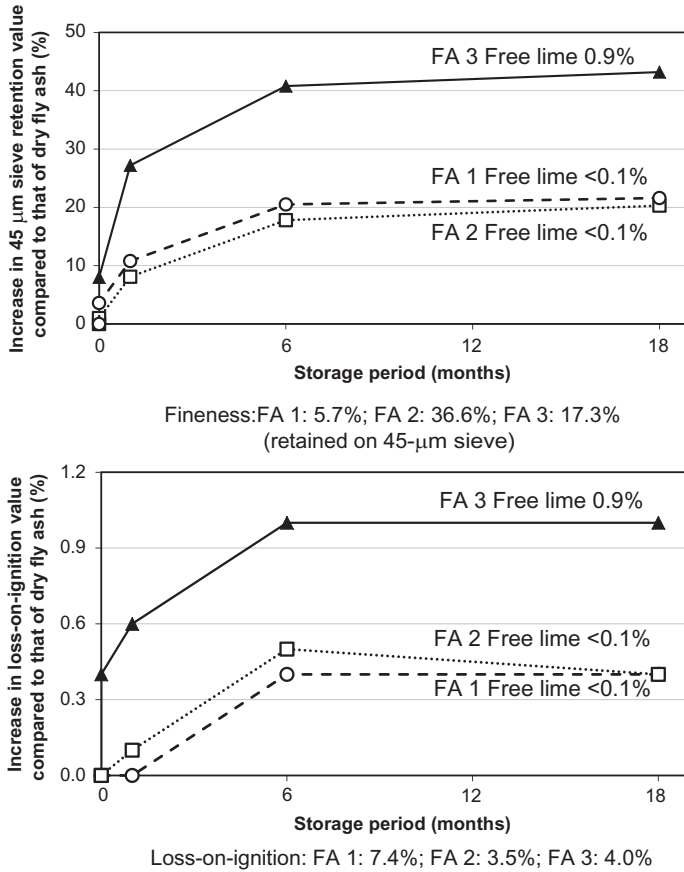 Increase in 45 μm sieve retention value
compared to that of dry fly ash (%)
50
40
30
20
10
0
FA 3 Free lime 0.9%
FA 1 Free lime <0.1%
FA 2 Free lime <0.1%
0
6
12
18
Storage period (months)
Fineness:FA 1: 5.7%; FA 2: 36.6%; FA 3: 17.3%
(retained on 45-μm sieve)
Increase in loss-on-ignition value
compared to that of dry fly ash (%)
1.2
0.9
0.6
0.3
0.0
FA 3 Free lime 0.9%
FA 2 Free lime <0.1%
FA 1 Free lime <0.1%
0
6
12
18
Storage period (months)
Loss-on-ignition: FA 1: 7.4%; FA 2: 3.5%; FA 3: 4.0%